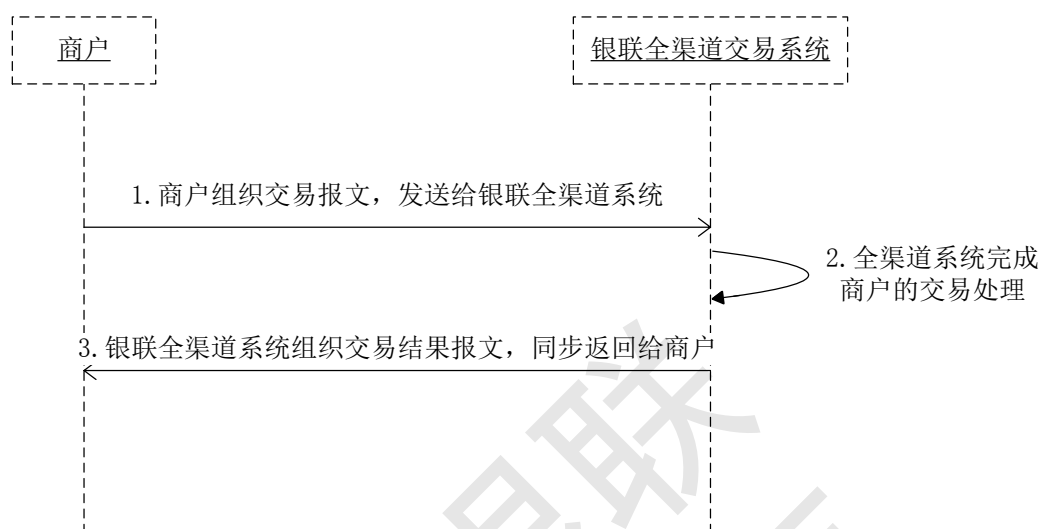 商户
银联全渠道交易系统
1.商户组织交易报文，发送给银联全渠道系统
2.全渠道系统完成
商户的交易处理
3.银联全渠道系统组织交易结果报文，同步返回给商户
银联